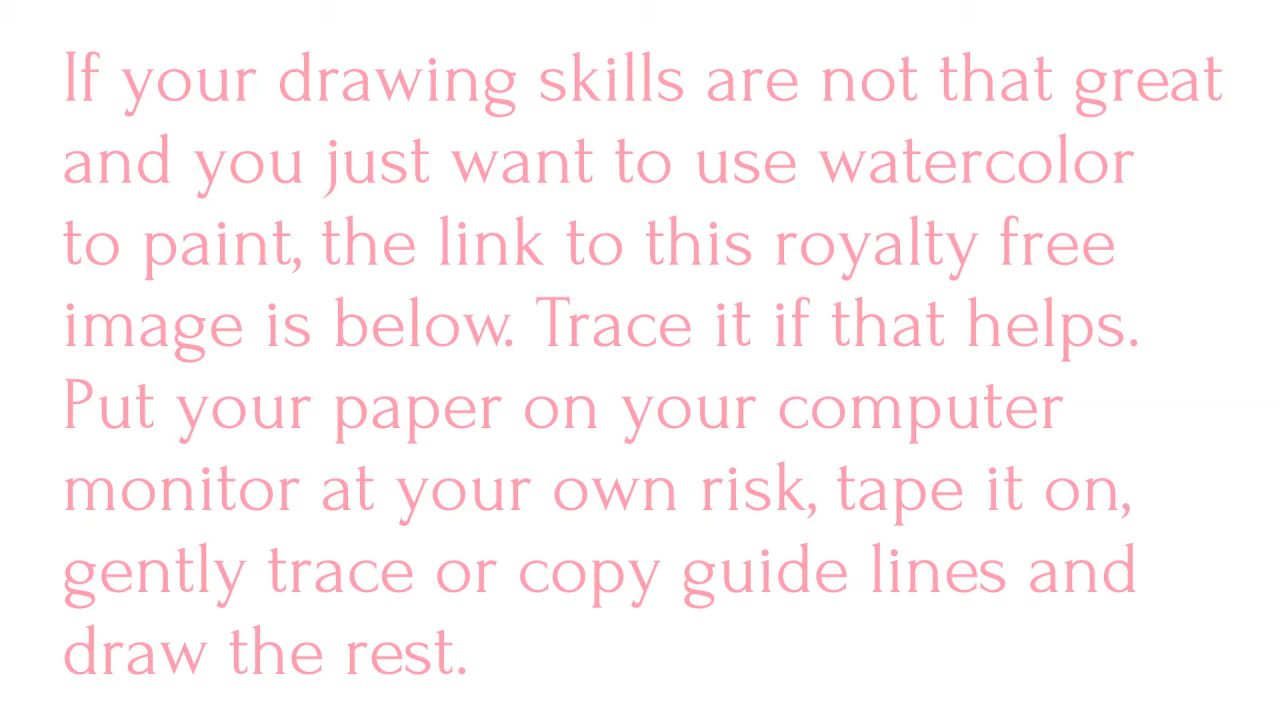 If your drawing skills are not that great
and you just want to use watercolor
to paint, the link to this royalty free
image is below. Trace it if that helps.
Put your paper on your computer
monitor at your own risk, tape it on,
gently trace or copy guide lines and
draw the rest.